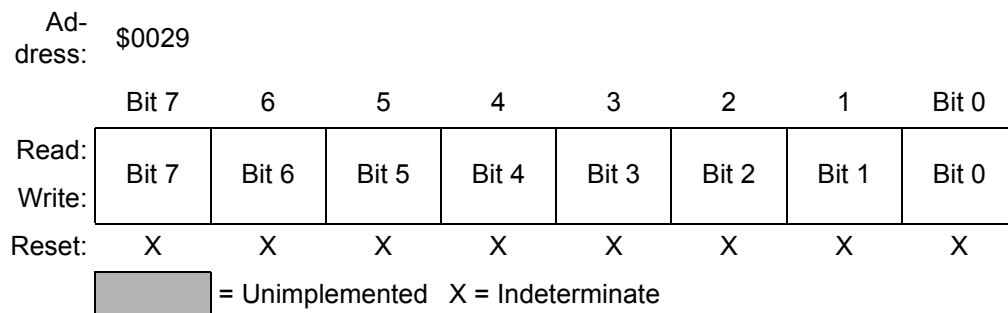 Ad-
dress: $0029
Bit 7 6 5 4 3 2 1 Bit 0
Read:
Bit 7 Bit 6 Bit 5 Bit 4 Bit 3 Bit 2 Bit 1 Bit 0
Write:
Reset: X X X X X X X X
= Unimplemented X = Indeterminate